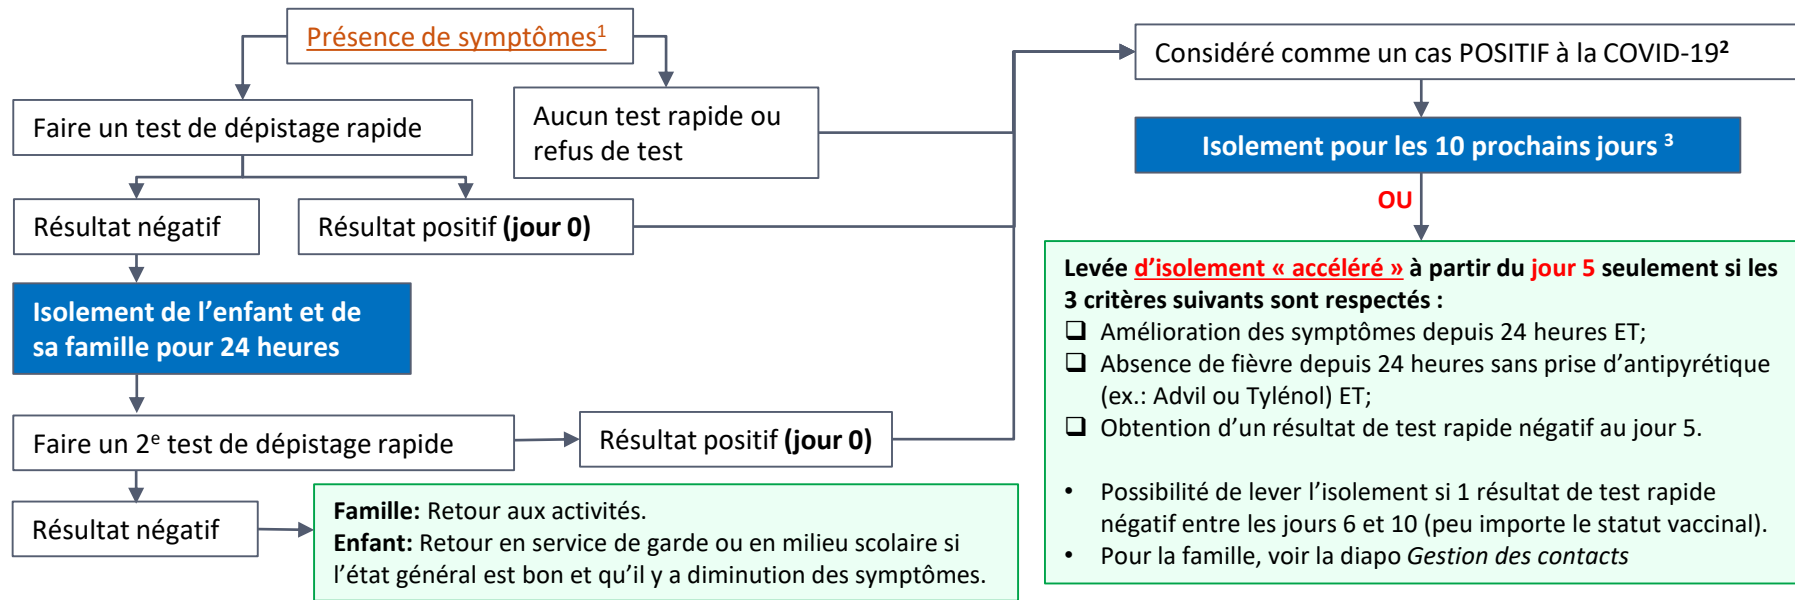 Présence de symptômes¹
Faire un test de dépistage rapide
Aucun test rapide ou
refus de test
Résultat négatif
Résultat positif (jour 0)
Isolement de l’enfant et de
sa famille pour 24 heures
Faire un 2ᵉ test de dépistage rapide
Résultat positif (jour 0)
Résultat négatif
Famille: Retour aux activités.
Enfant: Retour en service de garde ou en milieu scolaire si
l’état général est bon et qu’il y a diminution des symptômes.
Considéré comme un cas POSITIF à la COVID-19²
Isolement pour les 10 prochains jours ³
OU
Levée d’isolement « accéléré » à partir du jour 5 seulement si les
3 critères suivants sont respectés :
❑ Amélioration des symptômes depuis 24 heures ET;
❑ Absence de fièvre depuis 24 heures sans prise d’antipyrétique
(ex.: Advil ou Tylénol) ET;
❑ Obtention d’un résultat de test rapide négatif au jour 5.
• Possibilité de lever l’isolement si 1 résultat de test rapide
négatif entre les jours 6 et 10 (peu importe le statut vaccinal).
• Pour la famille, voir la diapo Gestion des contacts